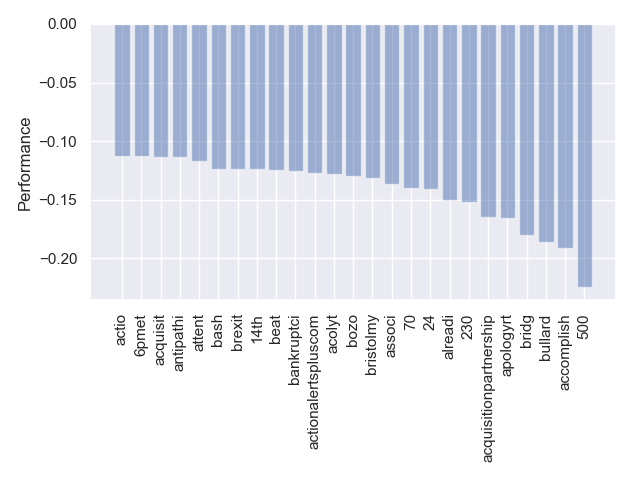 0.00
−0.05
−0.10
−0.15
−0.20
Performance
actio
6pmet
acquisit
antipathi
attent
bash
brexit
14th
beat
bankruptci
actionalertspluscom
acolyt
bozo
bristolmy
associ
70
24
alreadi
230
acquisitionpartnership
apologyrt
bridg
bullard
accomplish
500